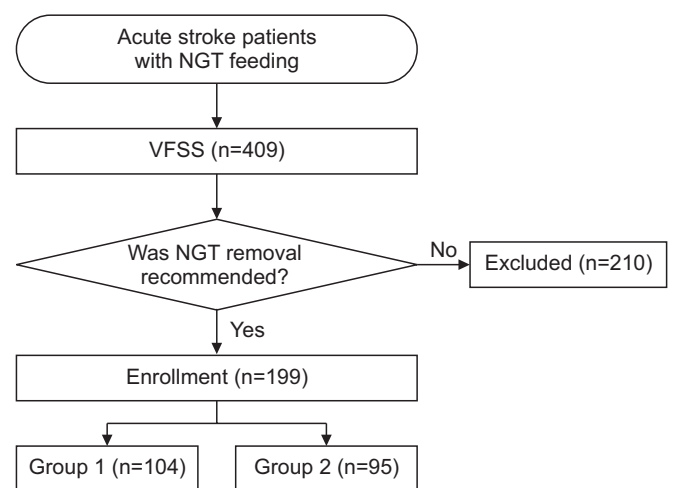 Acute stroke patients
with NGT feeding
VFSS (n=409)
Was NGT removal
recommended?
No
Excluded (n=210)
Yes
Enrollment (n=199)
Group 1 (n=104)
Group 2 (n=95)